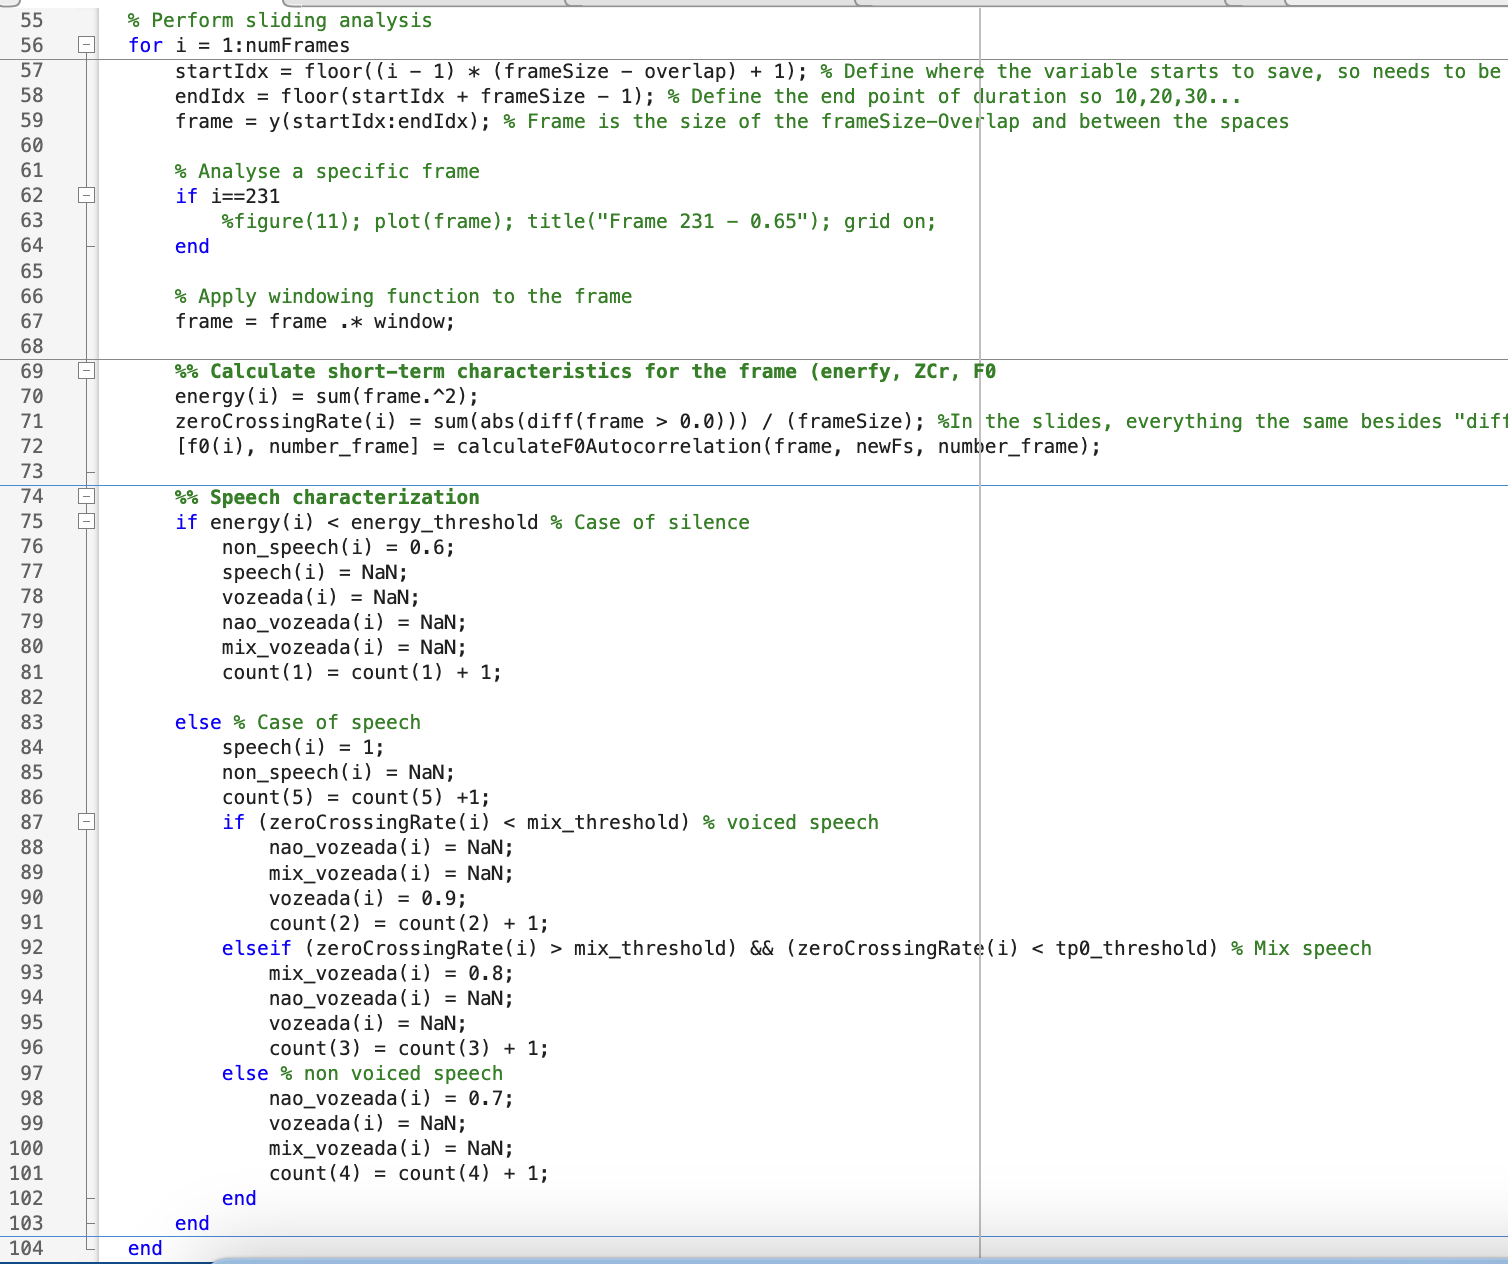 55 % Perform sliding analysis
56 for i = 1:numFrames
57 startIdx = floor((i - 1) * (frameSize - overlap) + 1); % Define where the variable starts to save, so needs to be
58 endIdx = floor(startIdx + frameSize - 1); % Define the end point of duration so 10,20,30...
59 frame = y(startIdx:endIdx); % Frame is the size of the frameSize-Overlap and between the spaces
60
61 % Analyse a specific frame
62 if i==231
63 %figure(11); plot(frame); title("Frame 231 - 0.65"); grid on;
64 end
65
66 % Apply windowing function to the frame
67 frame = frame .* window;
68
69 %% Calculate short-term characteristics for the frame (enerfy, ZCr, F0
70 energy(i) = sum(frame.^2);
71 zeroCrossingRate(i) = sum(abs(diff(frame > 0.0))) / (frameSize); %In the slides, everything the same besides "diff
72 [f0(i), number_frame] = calculateF0Autocorrelation(frame, newFs, number_frame);
73
74 %% Speech characterization
75 if energy(i) < energy_threshold % Case of silence
76 non_speech(i) = 0.6;
77 speech(i) = NaN;
78 vozeada(i) = NaN;
79 nao_vozeada(i) = NaN;
80 mix_vozeada(i) = NaN;
81 count(1) = count(1) + 1;
82
83 else % Case of speech
84 speech(i) = 1;
85 non_speech(i) = NaN;
86 count(5) = count(5) +1;
87 if (zeroCrossingRate(i) < mix_threshold) % voiced speech
88 nao_vozeada(i) = NaN;
89 mix_vozeada(i) = NaN;
90 vozeada(i) = 0.9;
91 count(2) = count(2) + 1;
92 elseif (zeroCrossingRate(i) > mix_threshold) && (zeroCrossingRate(i) < tp0_threshold) % Mix speech
93 mix_vozeada(i) = 0.8;
94 nao_vozeada(i) = NaN;
95 vozeada(i) = NaN;
96 count(3) = count(3) + 1;
97 else % non voiced speech
98 nao_vozeada(i) = 0.7;
99 vozeada(i) = NaN;
100 mix_vozeada(i) = NaN;
101 count(4) = count(4) + 1;
102 end
103 end
104 end